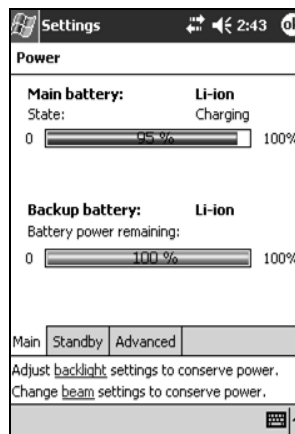 Settings 2:43 ok
Power
Main battery: Li-ion
State: Charging
0 95 % 100%
Backup battery: Li-ion
Battery power remaining:
0 100 % 100%
Main Standby Advanced
Adjust backlight settings to conserve power.
Change beam settings to conserve power.